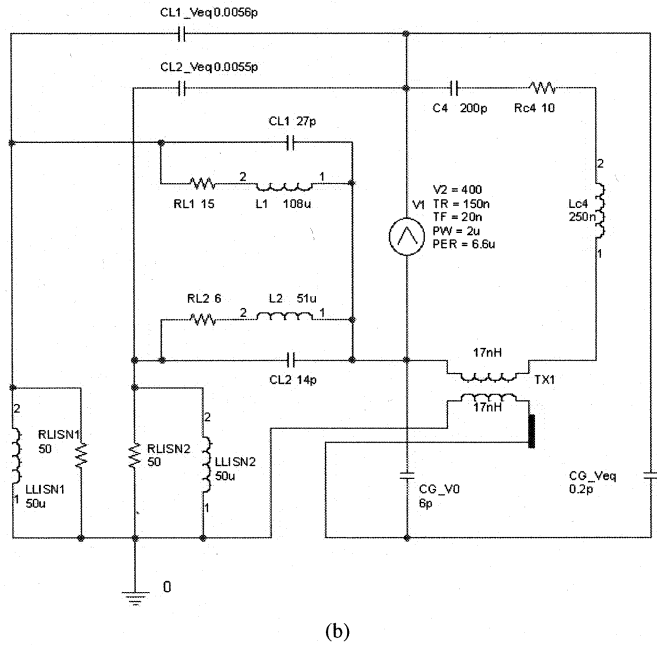 CL1_Veq0.0056p
CL2_Veq0.0055p
C4 200p
Rc4 10
CL1 27p
2
1
RL1 15
L1 108u
2
Lc4
250n
1
V1
V2 = 400
TR = 150n
TF = 20n
PW = 2u
PER = 6.6u
RL2 6
2
L2 51u
1
CL2 14p
17nH
TX1
17nH
2
RLISN1
50
LLISN1
50u
1
RLISN2
50
2
LLISN2
50u
1
CG_V0
6p
CG_Veq
0.2p
0
(b)